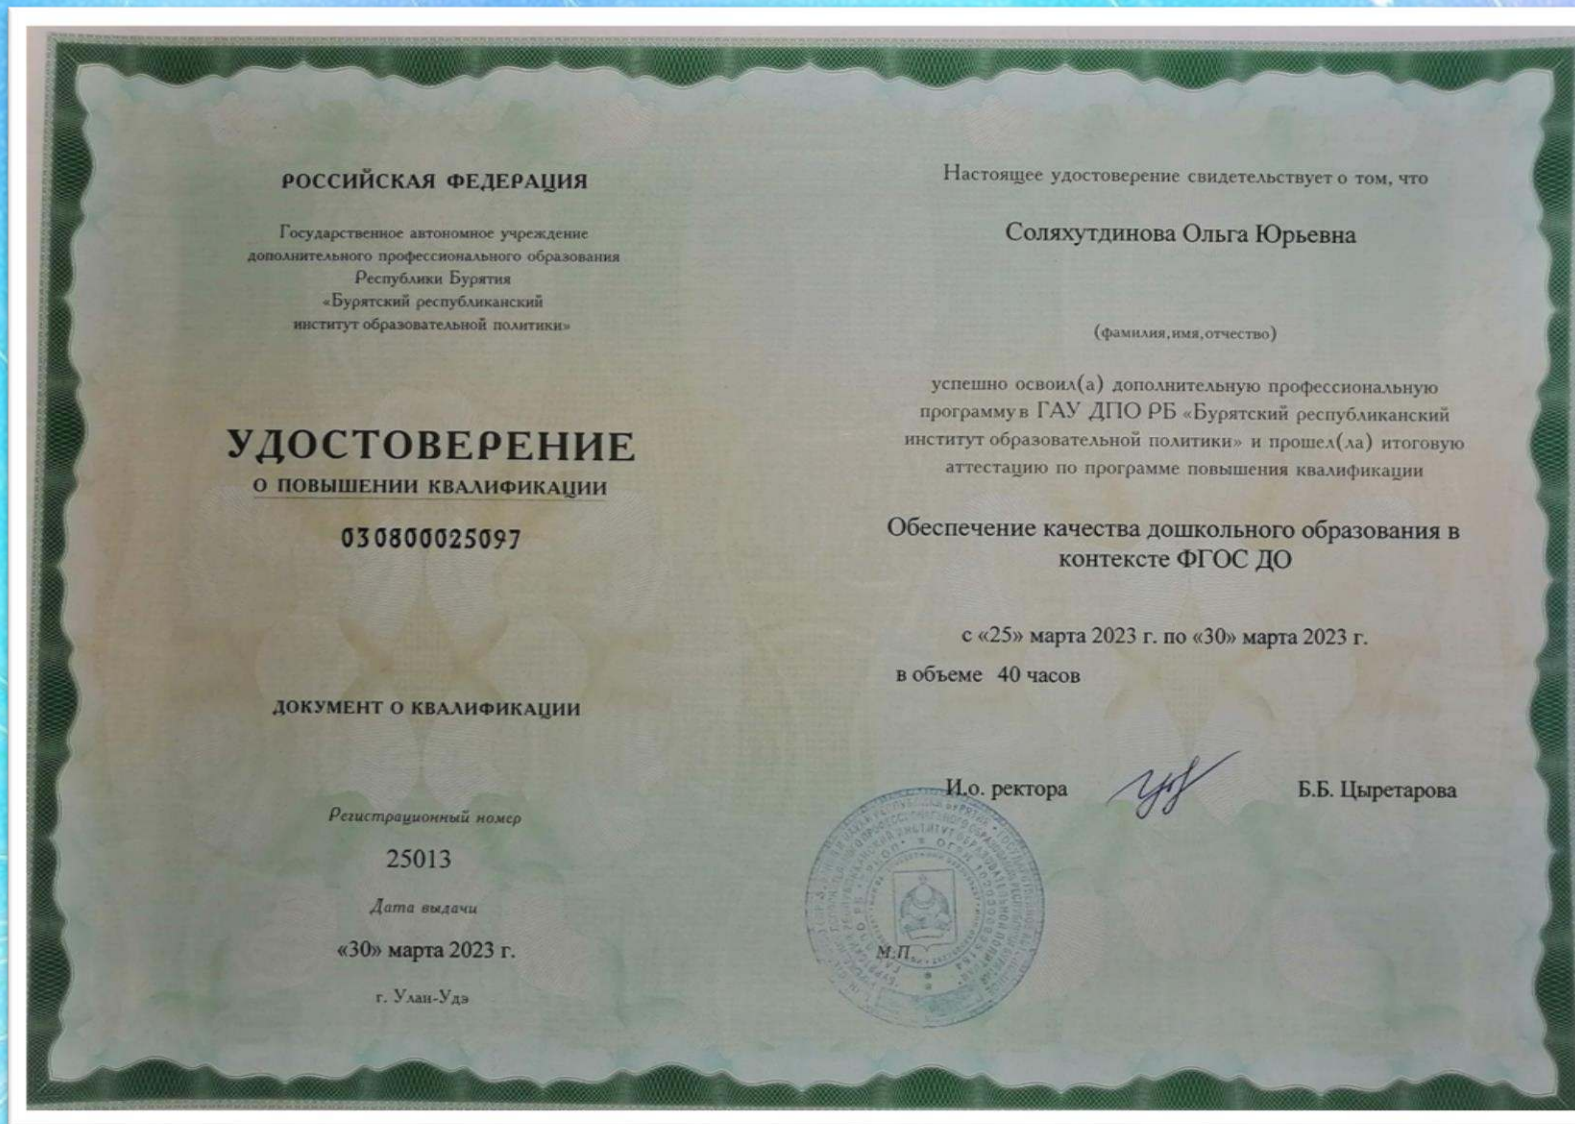 РОССИЙСКАЯ ФЕДЕРАЦИЯ
Государственное автономное учреждение
дополнительного профессионального образования
Республики Бурятия
«Бурятский республиканский
институт образовательной политики»
УДОСТОВЕРЕНИЕ
О ПОВЫШЕНИИ КВАЛИФИКАЦИИ
030800025097
ДОКУМЕНТ О КВАЛИФИКАЦИИ
Регистрационный номер
25013
Дата выдачи
«30» марта 2023 г.
г. Улан-Удэ
Настоящее удостоверение свидетельствует о том, что
Соляхутдинова Ольга Юрьевна
(фамилия,имя,отчество)
успешно освоил(а) дополнительную профессиональную
программу в ГАУ ДПО РБ «Бурятский республиканский
институт образовательной политики» и прошел(ла) итоговую
аттестацию по программе повышения квалификации
Обеспечение качества дошкольного образования в
контексте ФГОС ДО
с «25» марта 2023 г. по «30» марта 2023 г.
в объеме 40 часов
И.о. ректора Б.Б. Цыретарова
М.П.